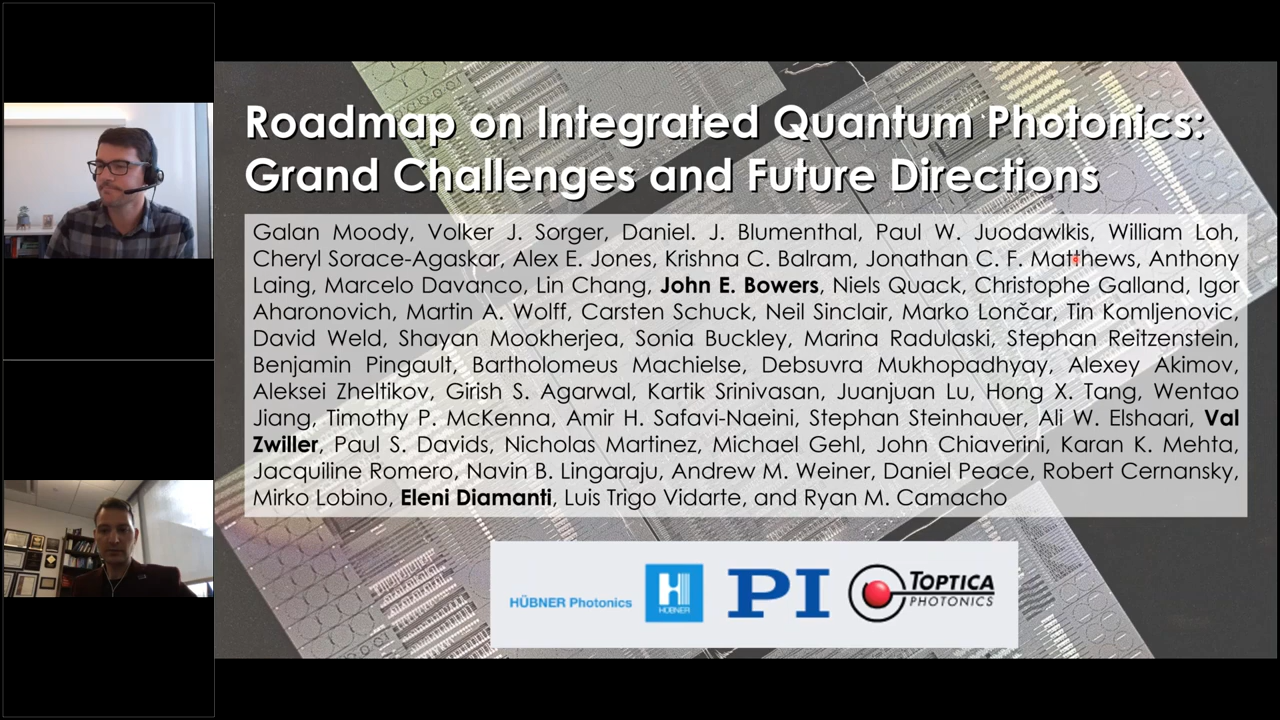 Roadmap on Integrated Quantum Photonics:
Grand Challenges and Future Directions
Galan Moody, Volker J. Sorger, Daniel. J. Blumenthal, Paul W. Juodawlkis, William Loh,
Cheryl Sorace-Agaskar, Alex E. Jones, Krishna C. Balram, Jonathan C. F. Matthews, Anthony
Laing, Marcelo Davanco, Lin Chang, John E. Bowers, Niels Quack, Christophe Galland, Igor
Aharonovich, Martin A. Wolff, Carsten Schuck, Neil Sinclair, Marko Lončar, Tin Komljenovic,
David Weld, Shayan Mookherjea, Sonia Buckley, Marina Radulaski, Stephan Reitzenstein,
Benjamin Pingault, Bartholomeus Machielse, Debsuvra Mukhopadhyay, Alexey Akimov,
Aleksei Zheltikov, Girish S. Agarwal, Kartik Srinivasan, Juanjuan Lu, Hong X. Tang, Wentao
Jiang, Timothy P. McKenna, Amir H. Safavi-Naeini, Stephan Steinhauer, Ali W. Elshaari, Val
Zwiller, Paul S. Davids, Nicholas Martinez, Michael Gehl, John Chiaverini, Karan K. Mehta,
Jacquiline Romero, Navin B. Lingaraju, Andrew M. Weiner, Daniel Peace, Robert Cernansky,
Mirko Lobino, Eleni Diamanti, Luis Trigo Vidarte, and Ryan M. Camacho
HÜBNER Photonics
HÜBNER
PI
TOPTICA
PHOTONICS